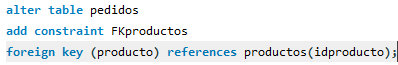 alter table pedidos
add constraint FKproductos
foreign key (producto) references productos(idproducto);